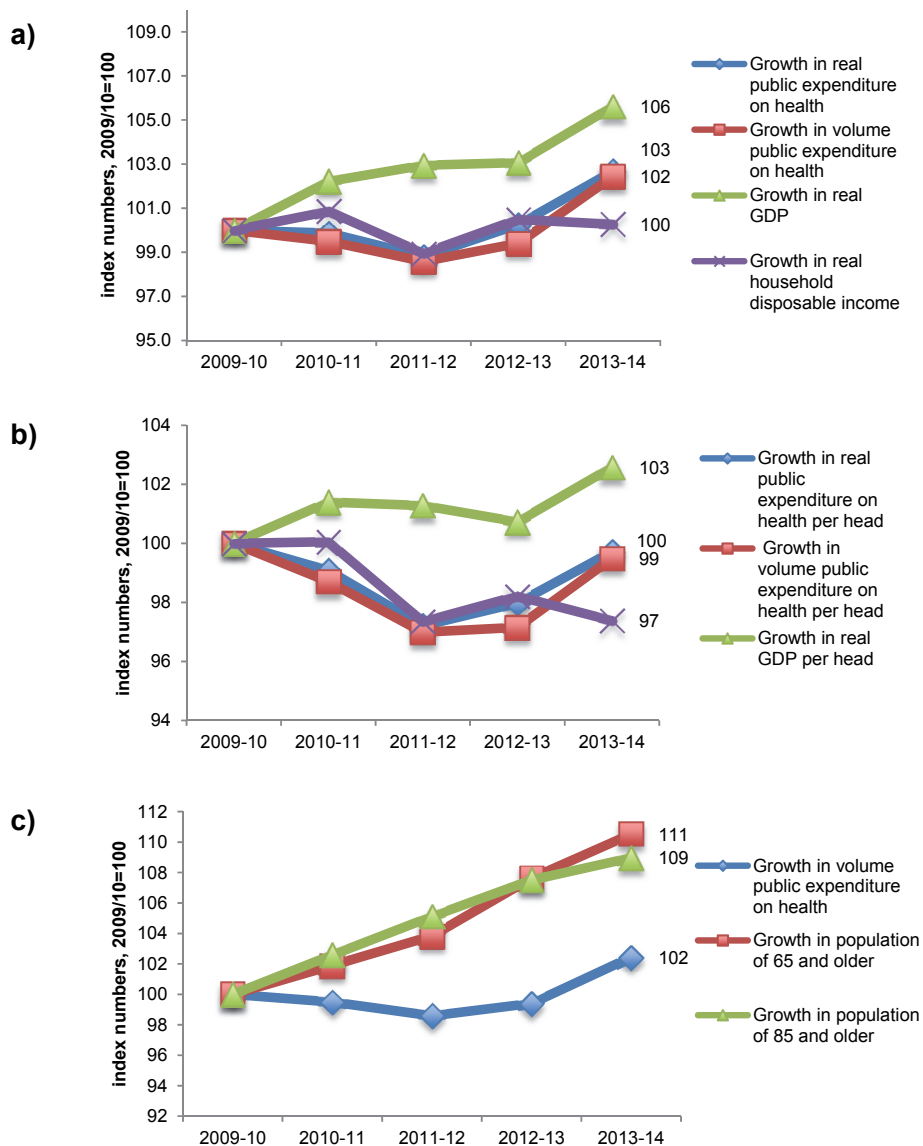 a)
index numbers, 2009/10=100
109.0
107.0
105.0
103.0
101.0
99.0
97.0
95.0
2009-10 2010-11 2011-12 2012-13 2013-14
106
103
102
100
Growth in real
public expenditure
on health
Growth in volume
public expenditure
on health
Growth in real
GDP
Growth in real
household
disposable income
b)
index numbers, 2009/10=100
104
102
100
98
96
94
2009-10 2010-11 2011-12 2012-13 2013-14
103
100
99
97
Growth in real
public
expenditure on
health per head
Growth in
volume public
expenditure on
health per head
Growth in real
GDP per head
c)
index numbers, 2009/10=100
112
110
108
106
104
102
100
98
96
94
92
2009-10 2010-11 2011-12 2012-13 2013-14
111
109
102
Growth in volume
public expenditure
on health
Growth in population
of 65 and older
Growth in population
of 85 and older